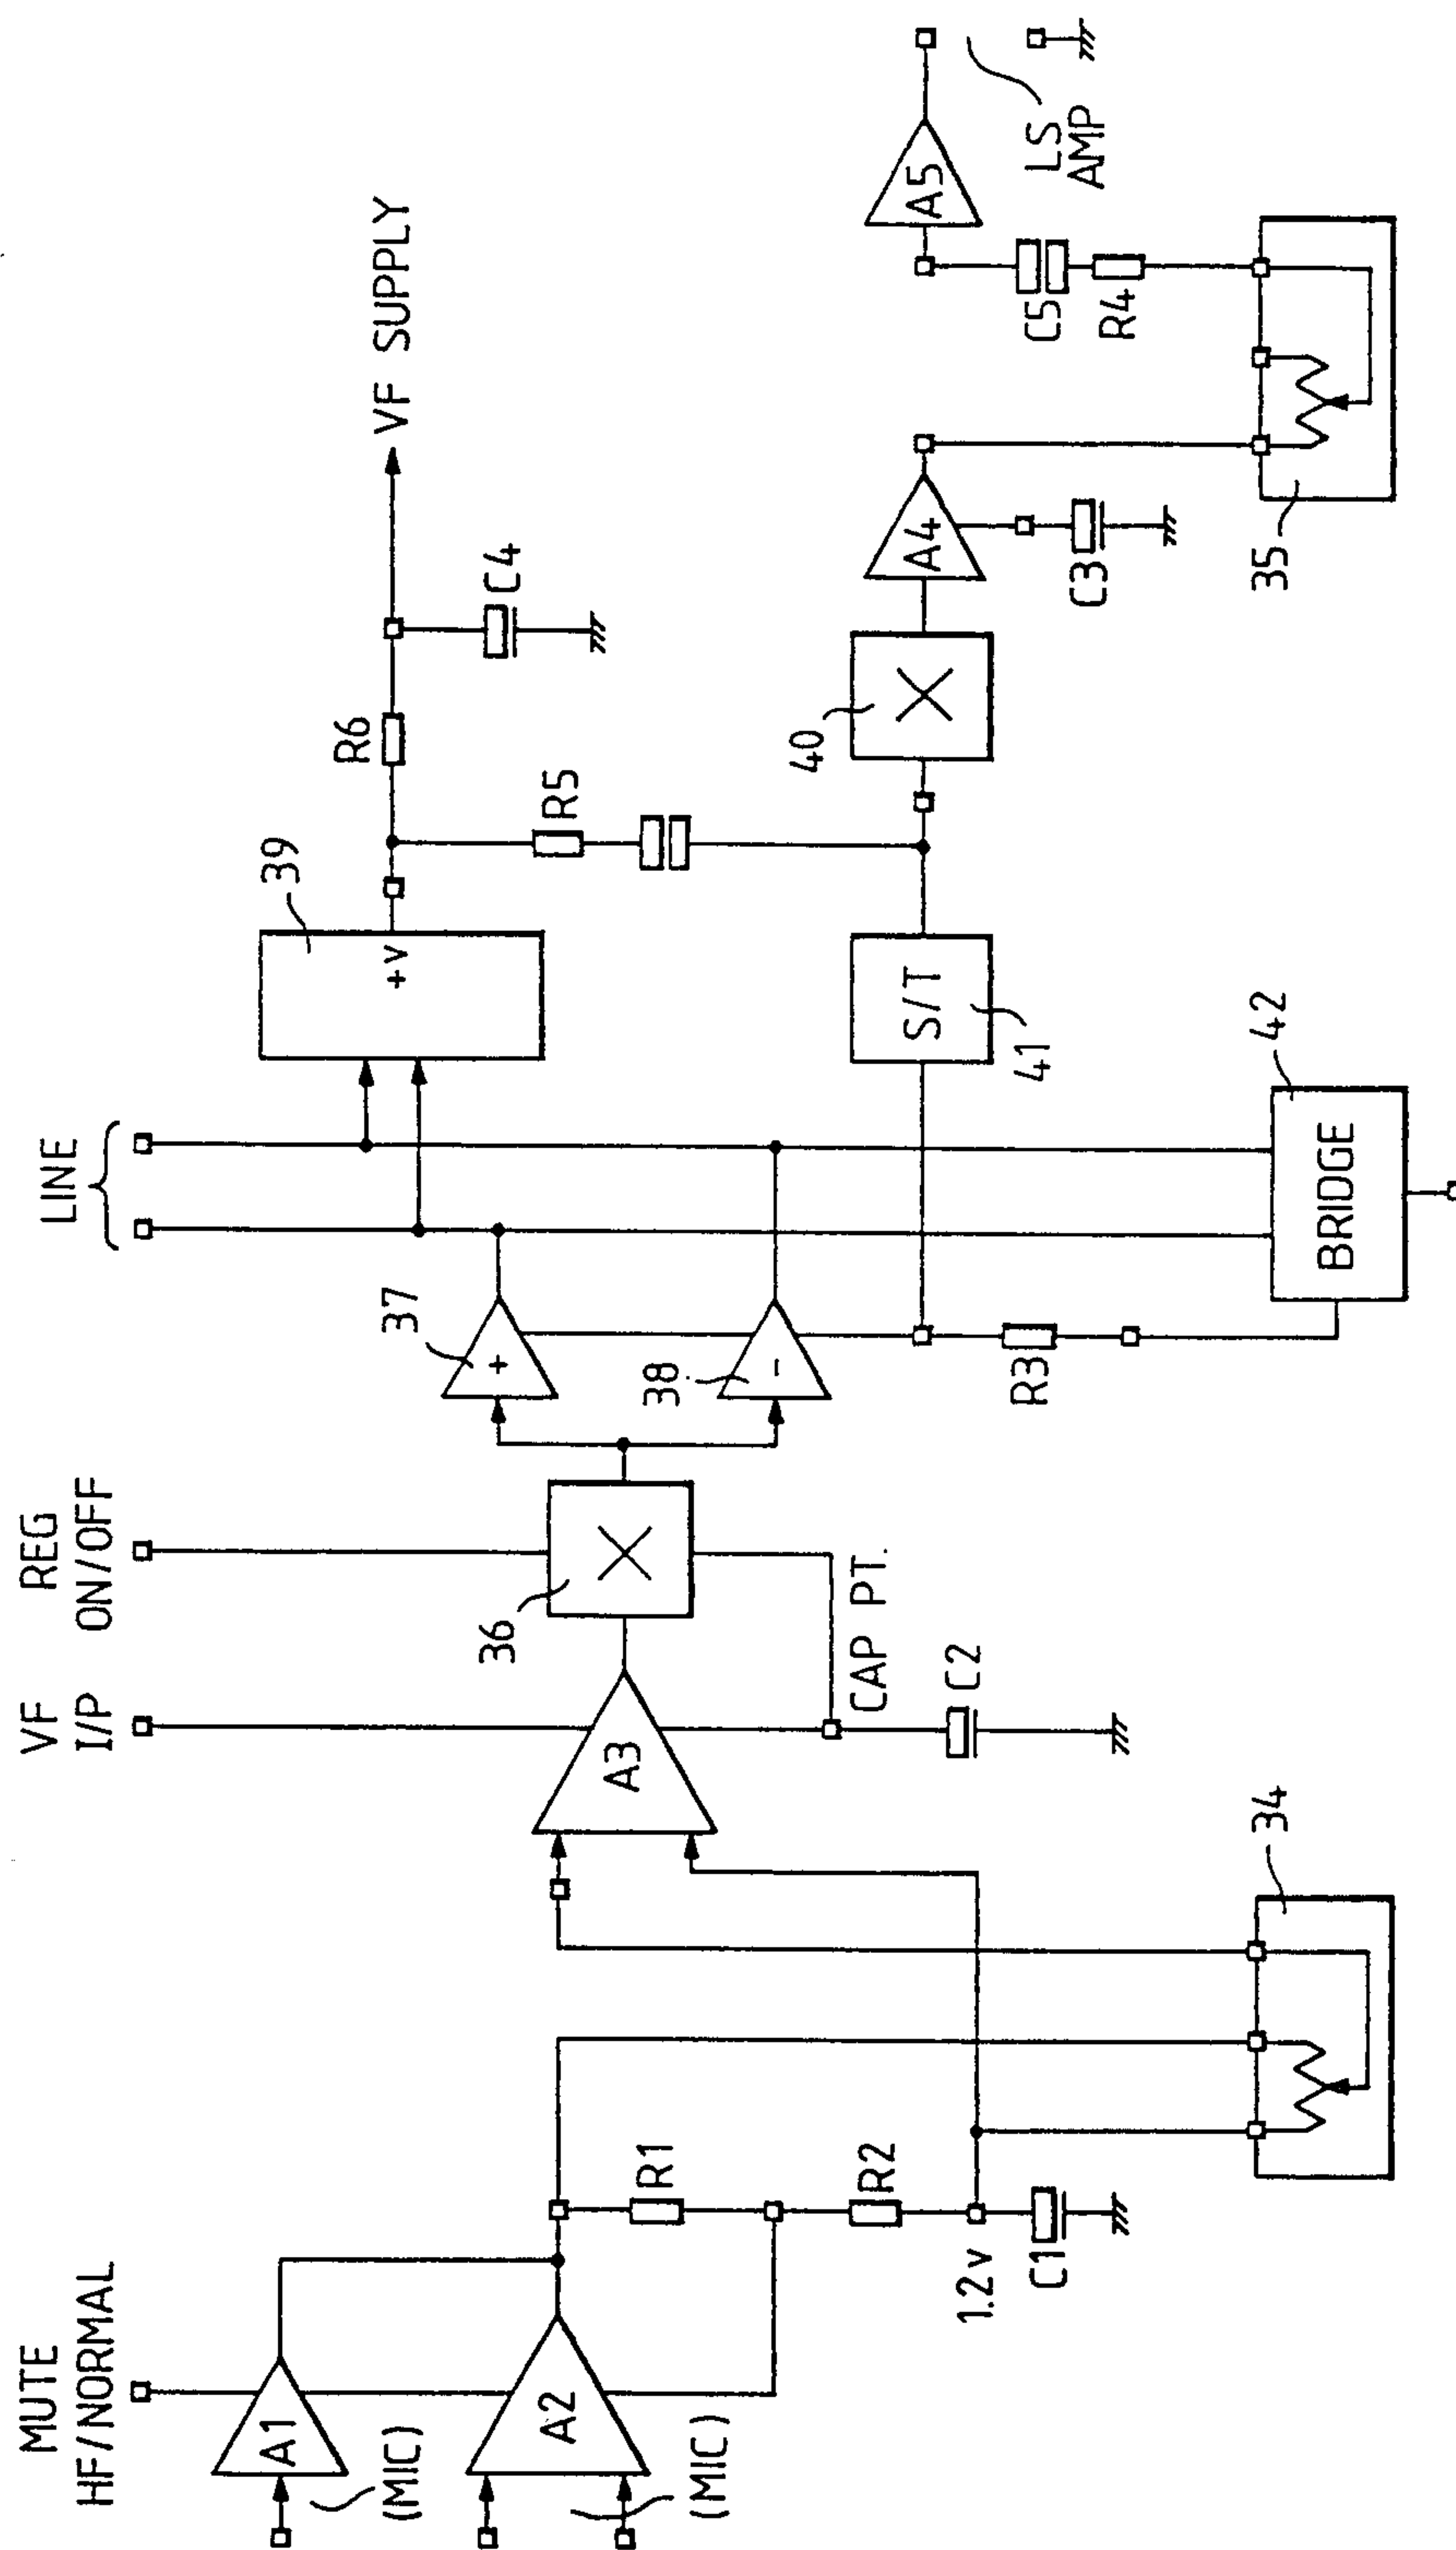 MUTE
HF/NORMAL
VF
I/P
REG
ON/OFF
LINE
VF SUPPLY
A1
(MIC)
A2
(MIC)
R1
R2
1.2v
C1
34
A3
CAP PT.
C2
36
37
+
38
-
R3
39
+v
R6
C4
R5
S/T
41
40
A4
C3
35
C5
R4
A5
LS
AMP
42
BRIDGE